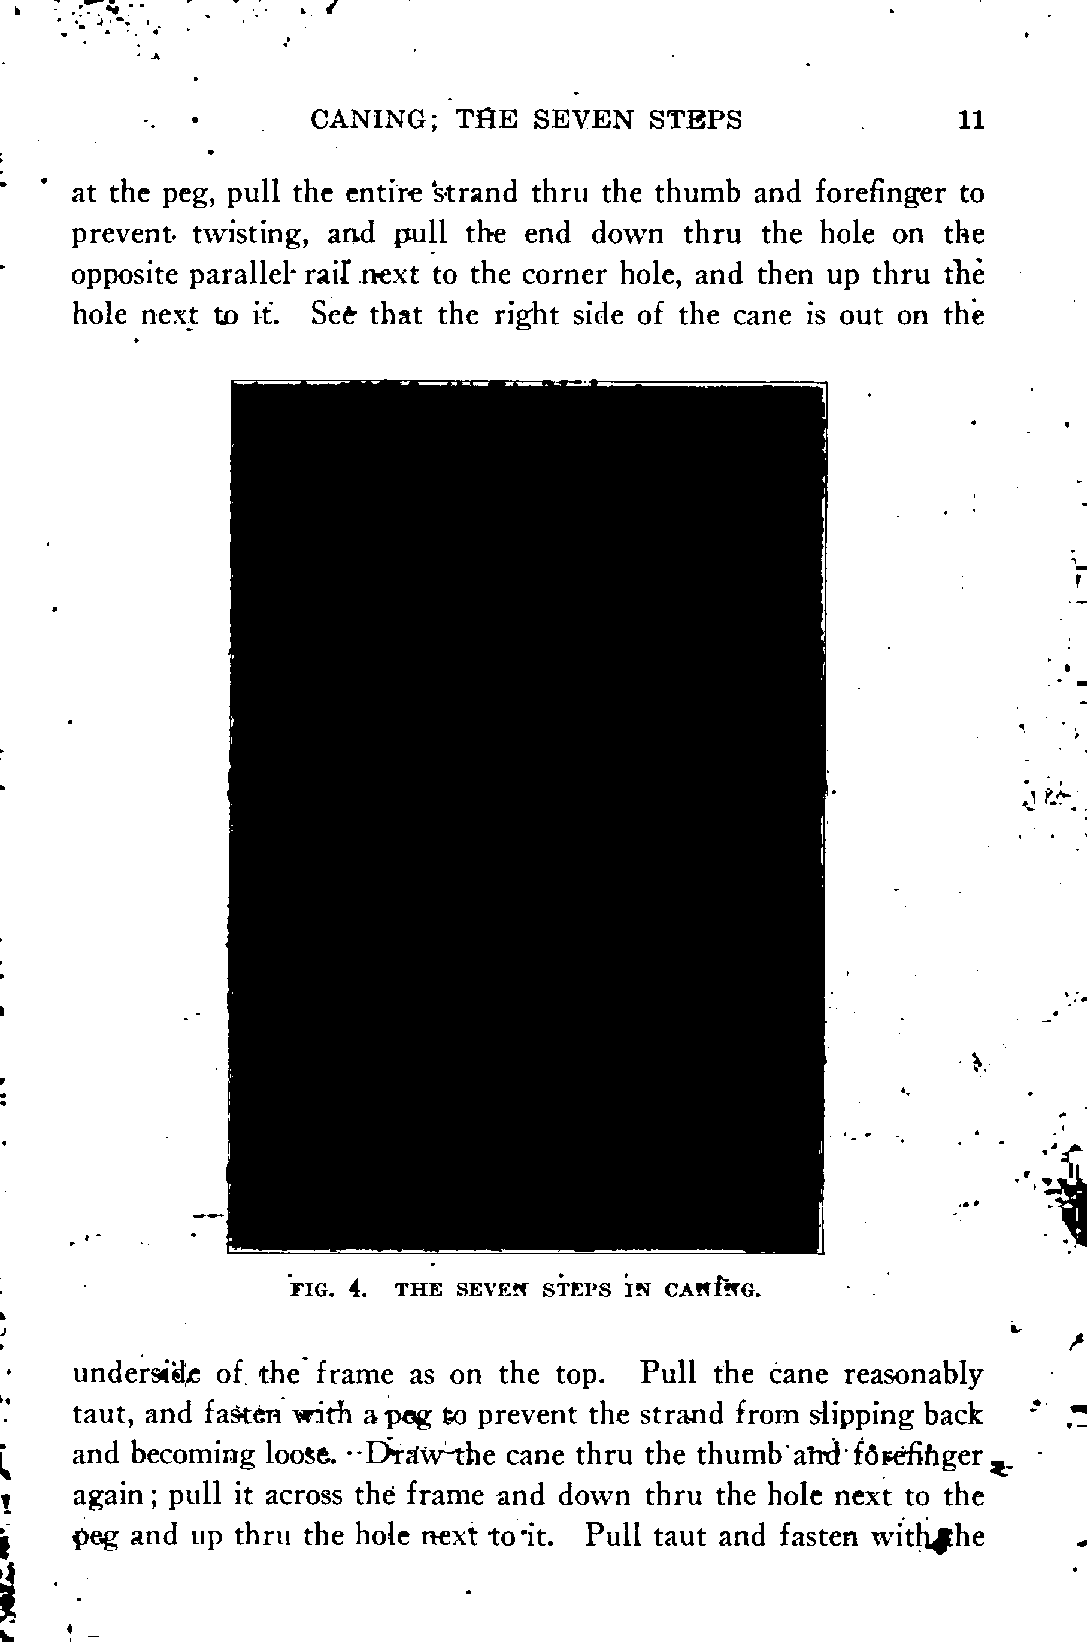 CANING; THE SEVEN STEPS 11
at the peg, pull the entire strand thru the thumb and forefinger to
prevent twisting, and pull the end down thru the hole on the
opposite parallel rail next to the corner hole, and then up thru the
hole next to it. See that the right side of the cane is out on the
FIG. 4. THE SEVEN STEPS IN CANING.
underside of the frame as on the top. Pull the cane reasonably
taut, and fasten with a peg to prevent the strand from slipping back
and becoming loose. Draw the cane thru the thumb and forefinger
again; pull it across the frame and down thru the hole next to the
peg and up thru the hole next to it. Pull taut and fasten with the